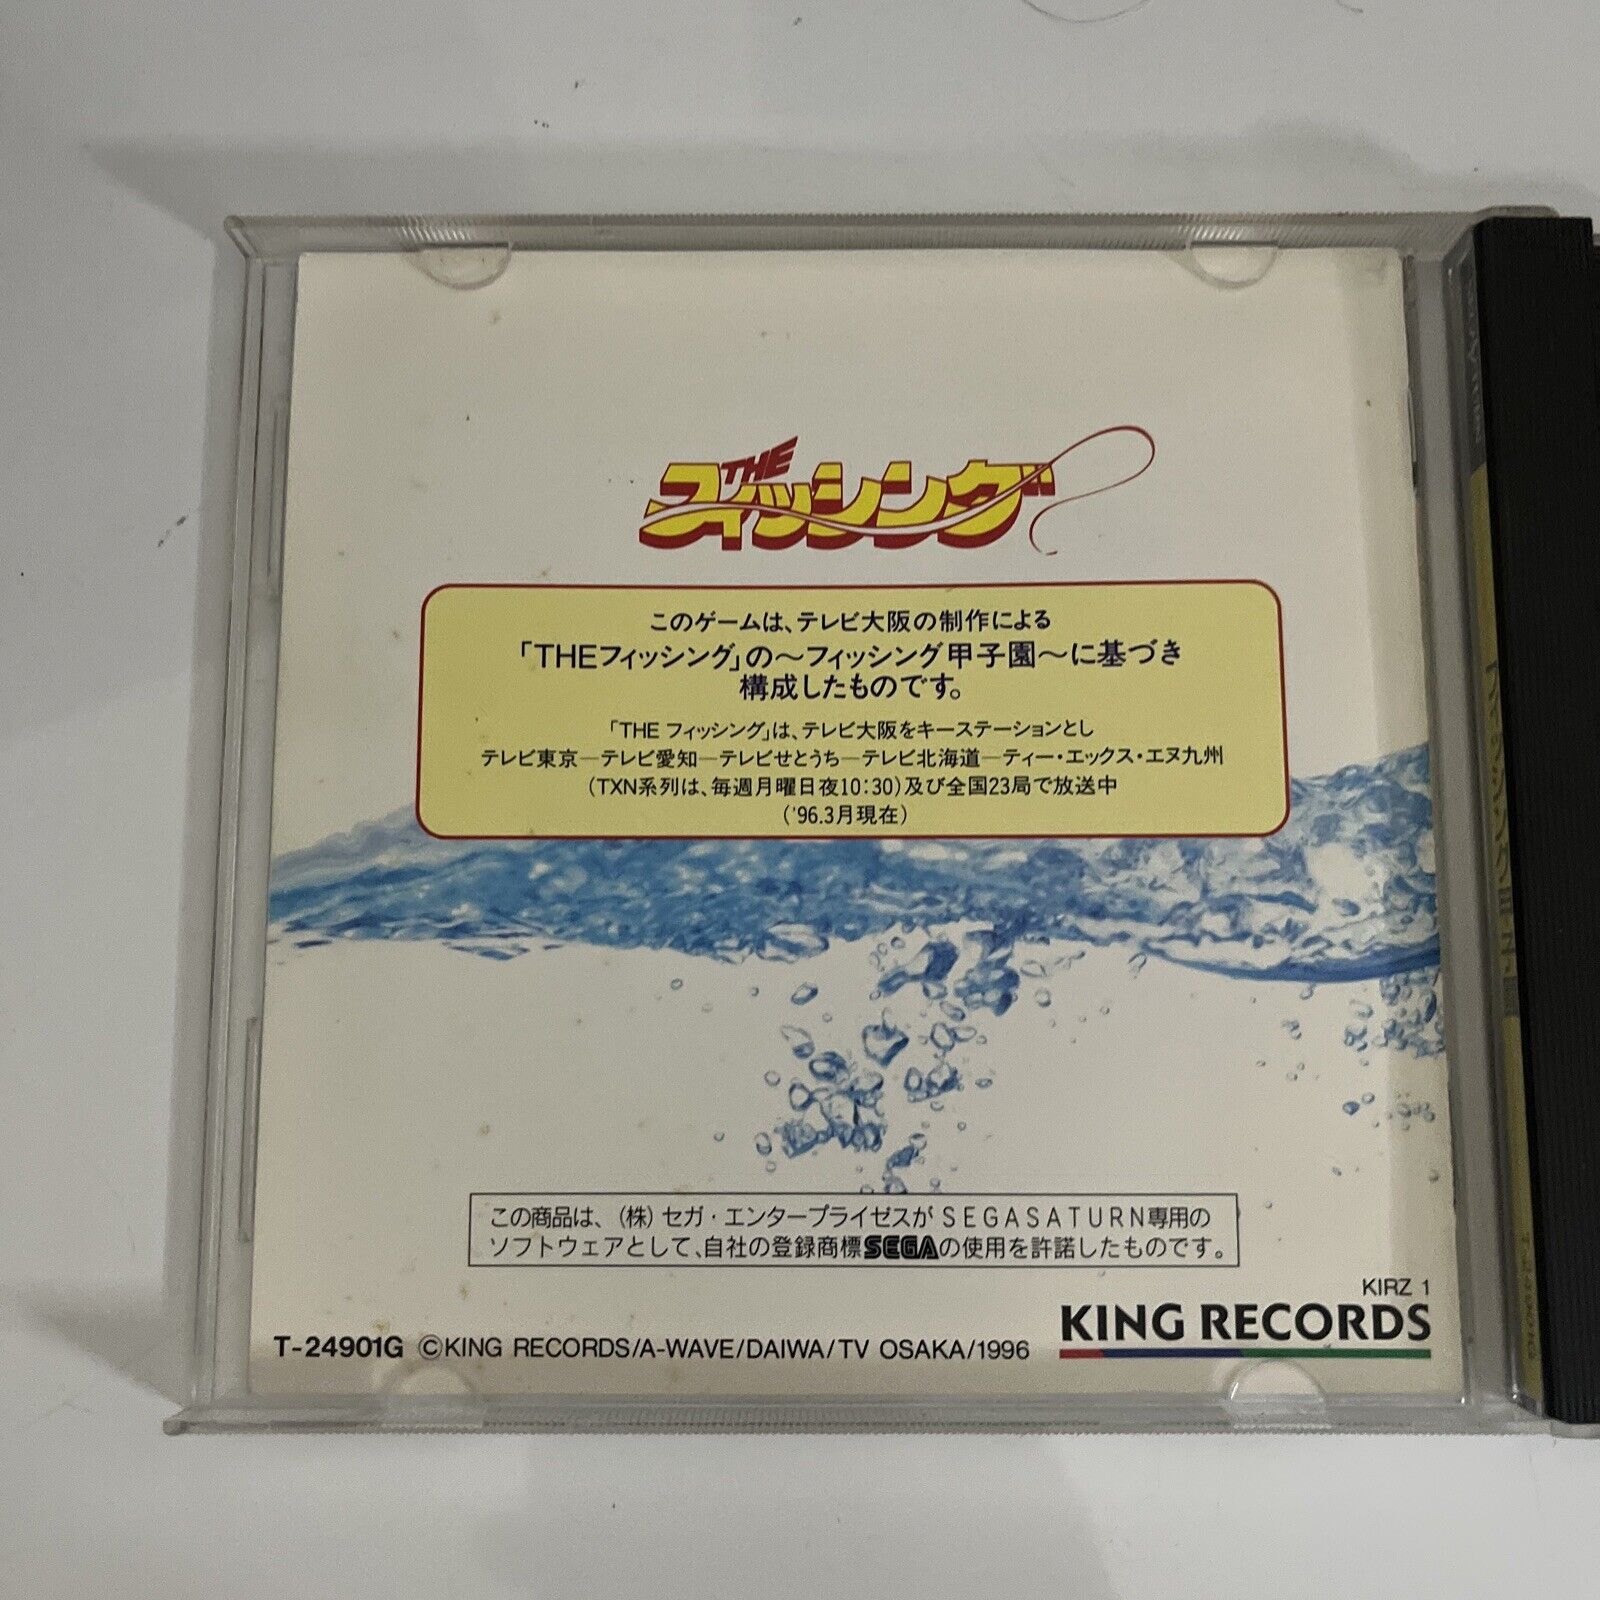 THE
フィッシング
このゲームは、テレビ大阪の制作による
「THEフィッシング」の〜フィッシング甲子園〜に基づき
構成したものです。
「THE フィッシング」は、テレビ大阪をキーステーションとし
テレビ東京—テレビ愛知—テレビせとうち—テレビ北海道—ティー・エックス・エヌ九州
(TXN系列は、毎週月曜日夜10:30)及び全国23局で放送中
('96.3月現在)
この商品は、(株)セガ・エンタープライゼスがSEGASATURN専用の
ソフトウェアとして、自社の登録商標SEGAの使用を許諾したものです。
KIRZ 1
KING RECORDS
T-24901G ©KING RECORDS/A-WAVE/DAIWA/TV OSAKA/1996